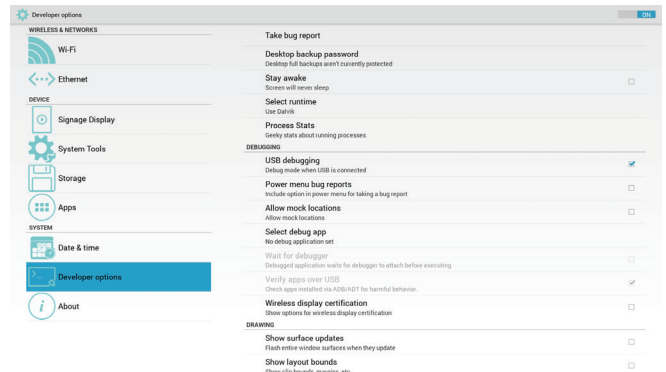 Developer options
ON
WIRELESS & NETWORKS
Wi-Fi
Ethernet
DEVICE
Signage Display
System Tools
Storage
Apps
SYSTEM
Date & time
Developer options
About
Take bug report
Desktop backup password
Desktop full backups aren't currently protected
Stay awake
Screen will never sleep
Select runtime
Use Dalvik
Process Stats
Geeky stats about running processes
DEBUGGING
USB debugging
Debug mode when USB is connected
Power menu bug reports
Include option in power menu for taking a bug report
Allow mock locations
Allow mock locations
Select debug app
No debug application set
Wait for debugger
Debugged application waits for debugger to attach before executing
Verify apps over USB
Check apps installed via ADB/ADT for harmful behavior.
Wireless display certification
Show options for wireless display certification
DRAWING
Show surface updates
Flash entire window surfaces when they update
Show layout bounds
Show clip bounds, margins, etc.